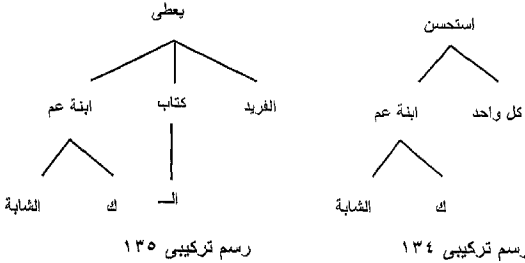 استحسن
كل واحد ابنة عم
ك الشابة
رسم تركيبى ١٣٤
يعطى
الفريد كتاب ابنة عم
الـ ك الشابة
رسم تركيبى ١٣٥